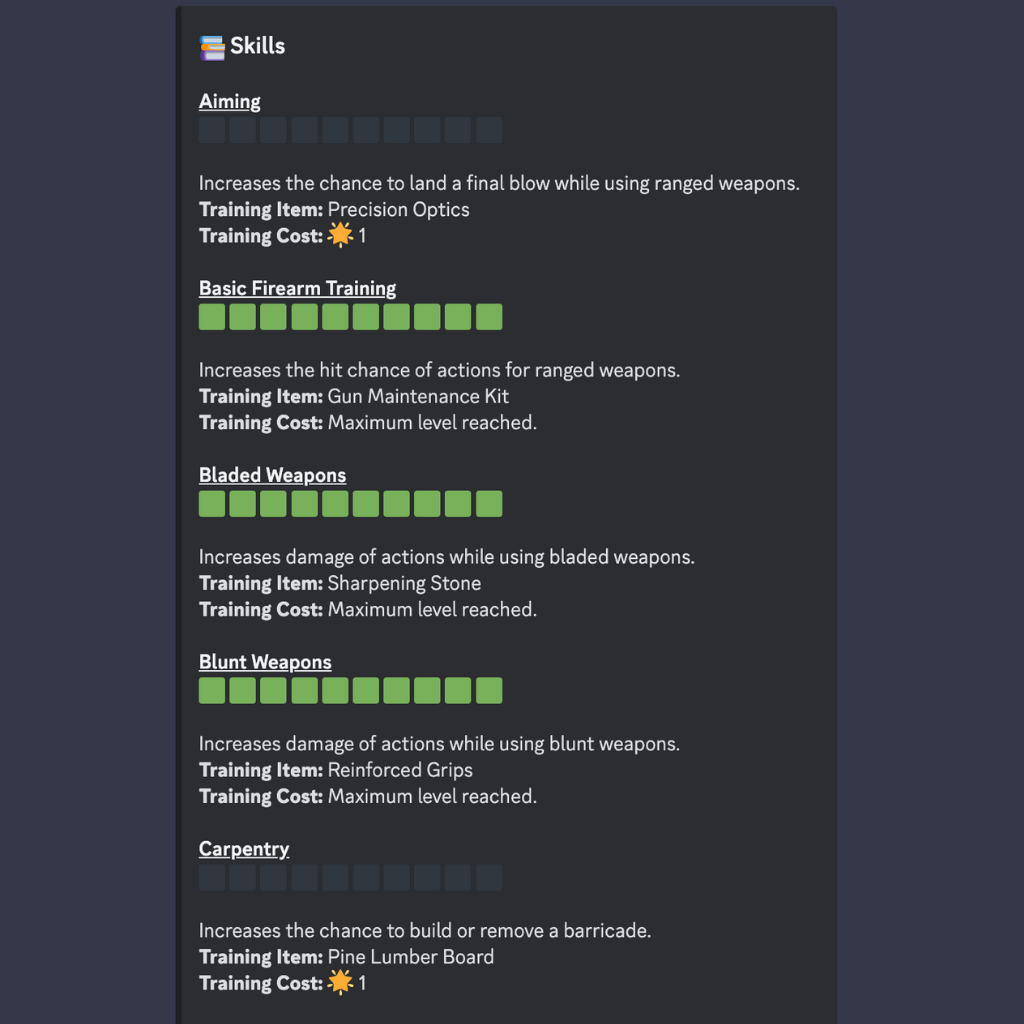 Skills
Aiming
Increases the chance to land a final blow while using ranged weapons.
Training Item: Precision Optics
Training Cost: 🌟 1
Basic Firearm Training
Increases the hit chance of actions for ranged weapons.
Training Item: Gun Maintenance Kit
Training Cost: Maximum level reached.
Bladed Weapons
Increases damage of actions while using bladed weapons.
Training Item: Sharpening Stone
Training Cost: Maximum level reached.
Blunt Weapons
Increases damage of actions while using blunt weapons.
Training Item: Reinforced Grips
Training Cost: Maximum level reached.
Carpentry
Increases the chance to build or remove a barricade.
Training Item: Pine Lumber Board
Training Cost: 🌟 1